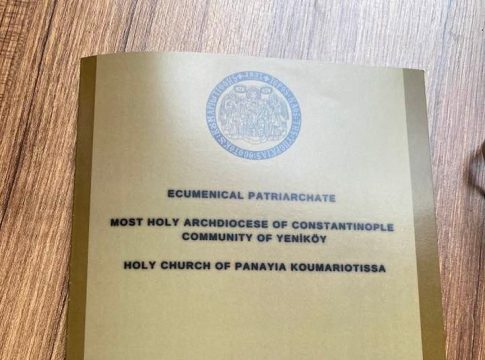 ECUMENICAL PATRIARCHATE
MOST HOLY ARCHDIOCESE OF CONSTANTINOPLE
COMMUNITY OF YENİKÖY
HOLY CHURCH OF PANAYIA KOUMARIOTISSA